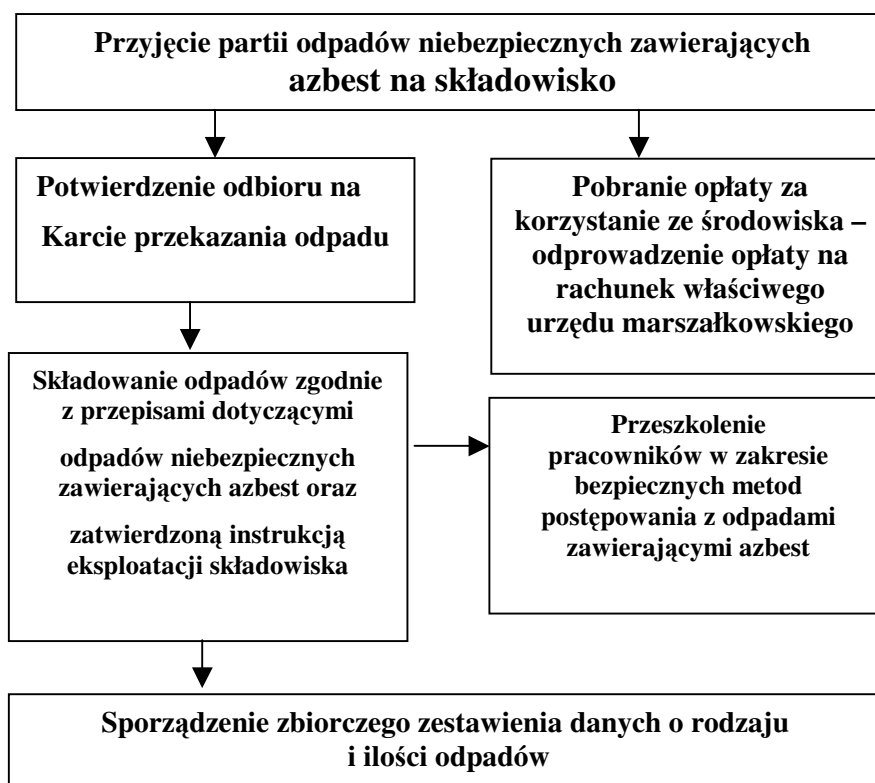 Przyjęcie partii odpadów niebezpiecznych zawierających
azbest na składowisko
Potwierdzenie odbioru na
Karcie przekazania odpadu
Pobranie opłaty za
korzystanie ze środowiska –
odprowadzenie opłaty na
rachunek właściwego
urzędu marszałkowskiego
Składowanie odpadów zgodnie
z przepisami dotyczącymi
odpadów niebezpiecznych
zawierających azbest oraz
zatwierdzoną instrukcją
eksploatacji składowiska
Przeszkolenie
pracowników w zakresie
bezpiecznych metod
postępowania z odpadami
zawierającymi azbest
Sporządzenie zbiorczego zestawienia danych o rodzaju
i ilości odpadów